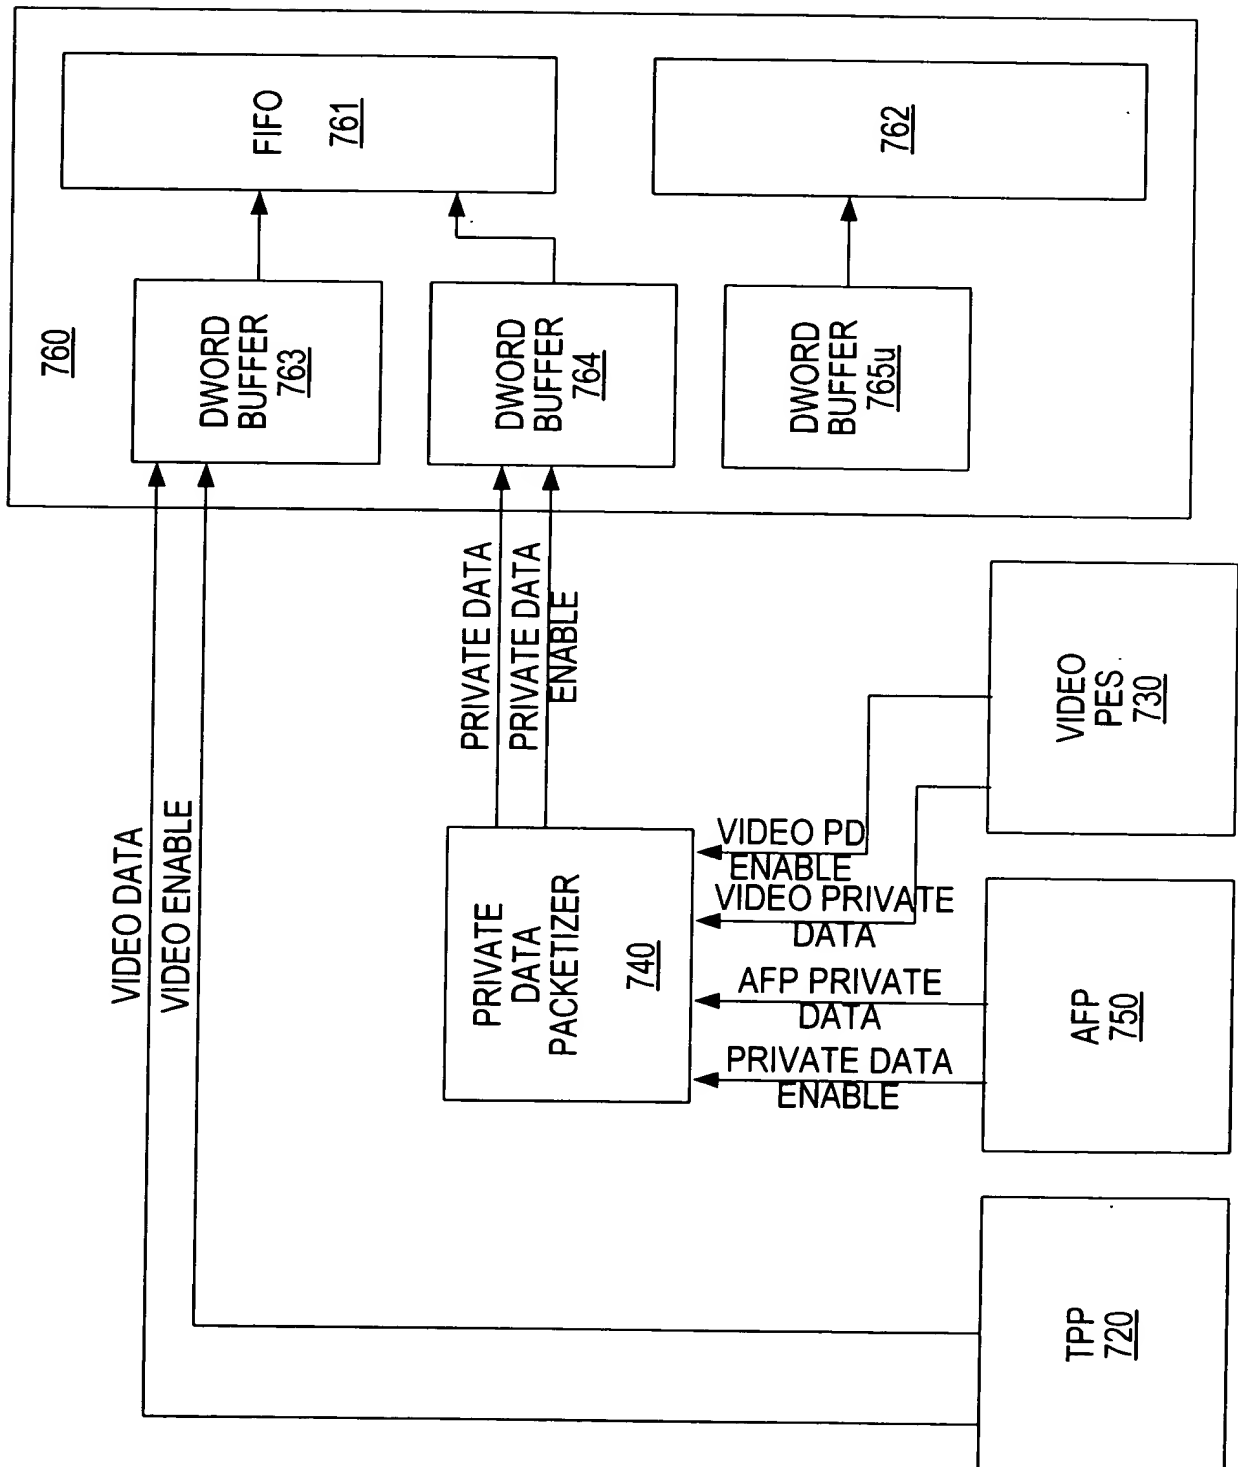 VIDEO DATA
VIDEO ENABLE
760
DWORD
BUFFER
763
FIFO
761
DWORD
BUFFER
764
DWORD
BUFFER
765u
762
PRIVATE DATA
PRIVATE DATA
ENABLE
PRIVATE
DATA
PACKETIZER
740
VIDEO PD
ENABLE
VIDEO PRIVATE
DATA
AFP PRIVATE
DATA
PRIVATE DATA
ENABLE
TPP
720
AFP
750
VIDEO
PES
730